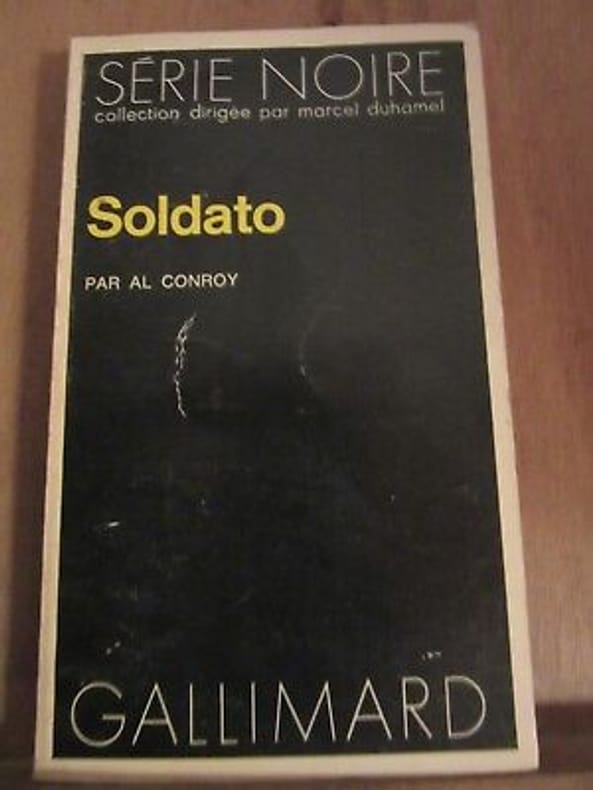 SÉRIE NOIRE
collection dirigée par marcel duhamel
Soldato
PAR AL CONROY
GALLIMARD